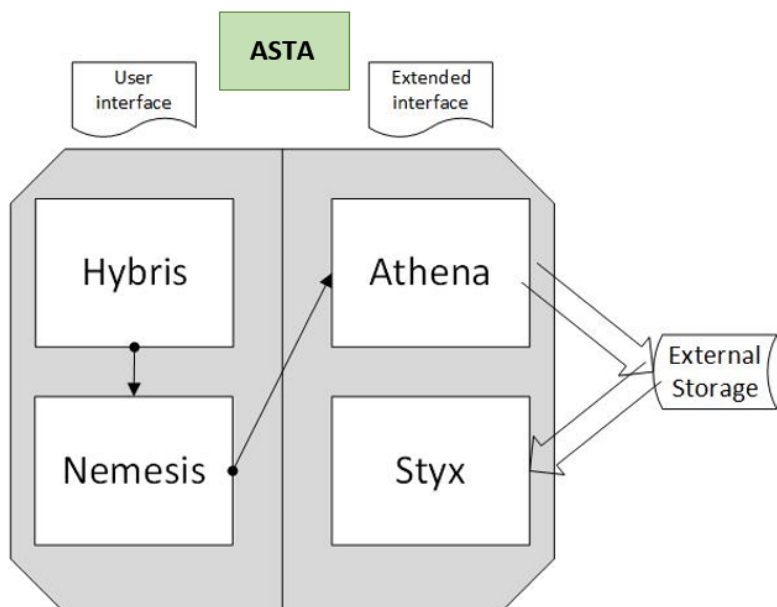 ASTA
User
interface
Extended
interface
Hybris
Athena
External
Storage
Nemesis
Styx